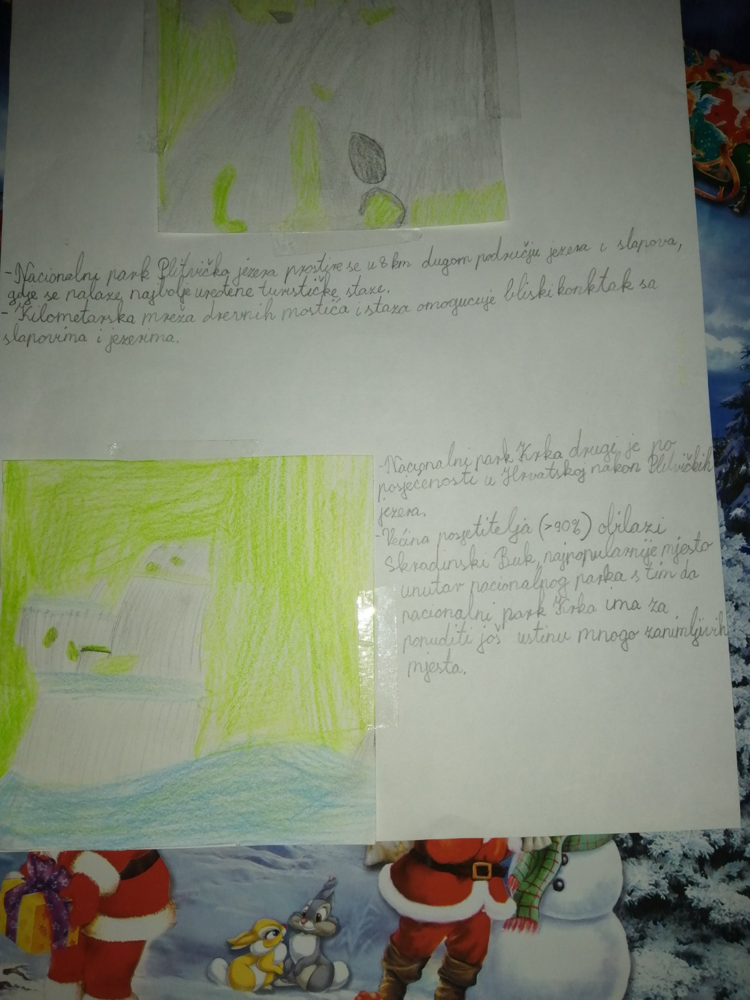 -Nacionalni park Plitvička jezera prostire se u 8 km dugom području jezera i slapova,
gdje se nalaze najbolje uređene turističke staze.
- Kilometarska mreža drvenih mostića i staza omogucuje bliski konktak sa
slapovima i jezerima.
-Nacionalni park Krka drugi je po
posjećenosti u Hrvatskoj nakon Plitvičkih
jezera.
-Većina posjetitelja (>90%) obilazi
Skradinski Buk, najpopularnije mjesto
unutar nacionalnog parka s tim da
nacionalni park Krka ima za
ponuditi još ustinu mnogo zanimljivih
mjesta.